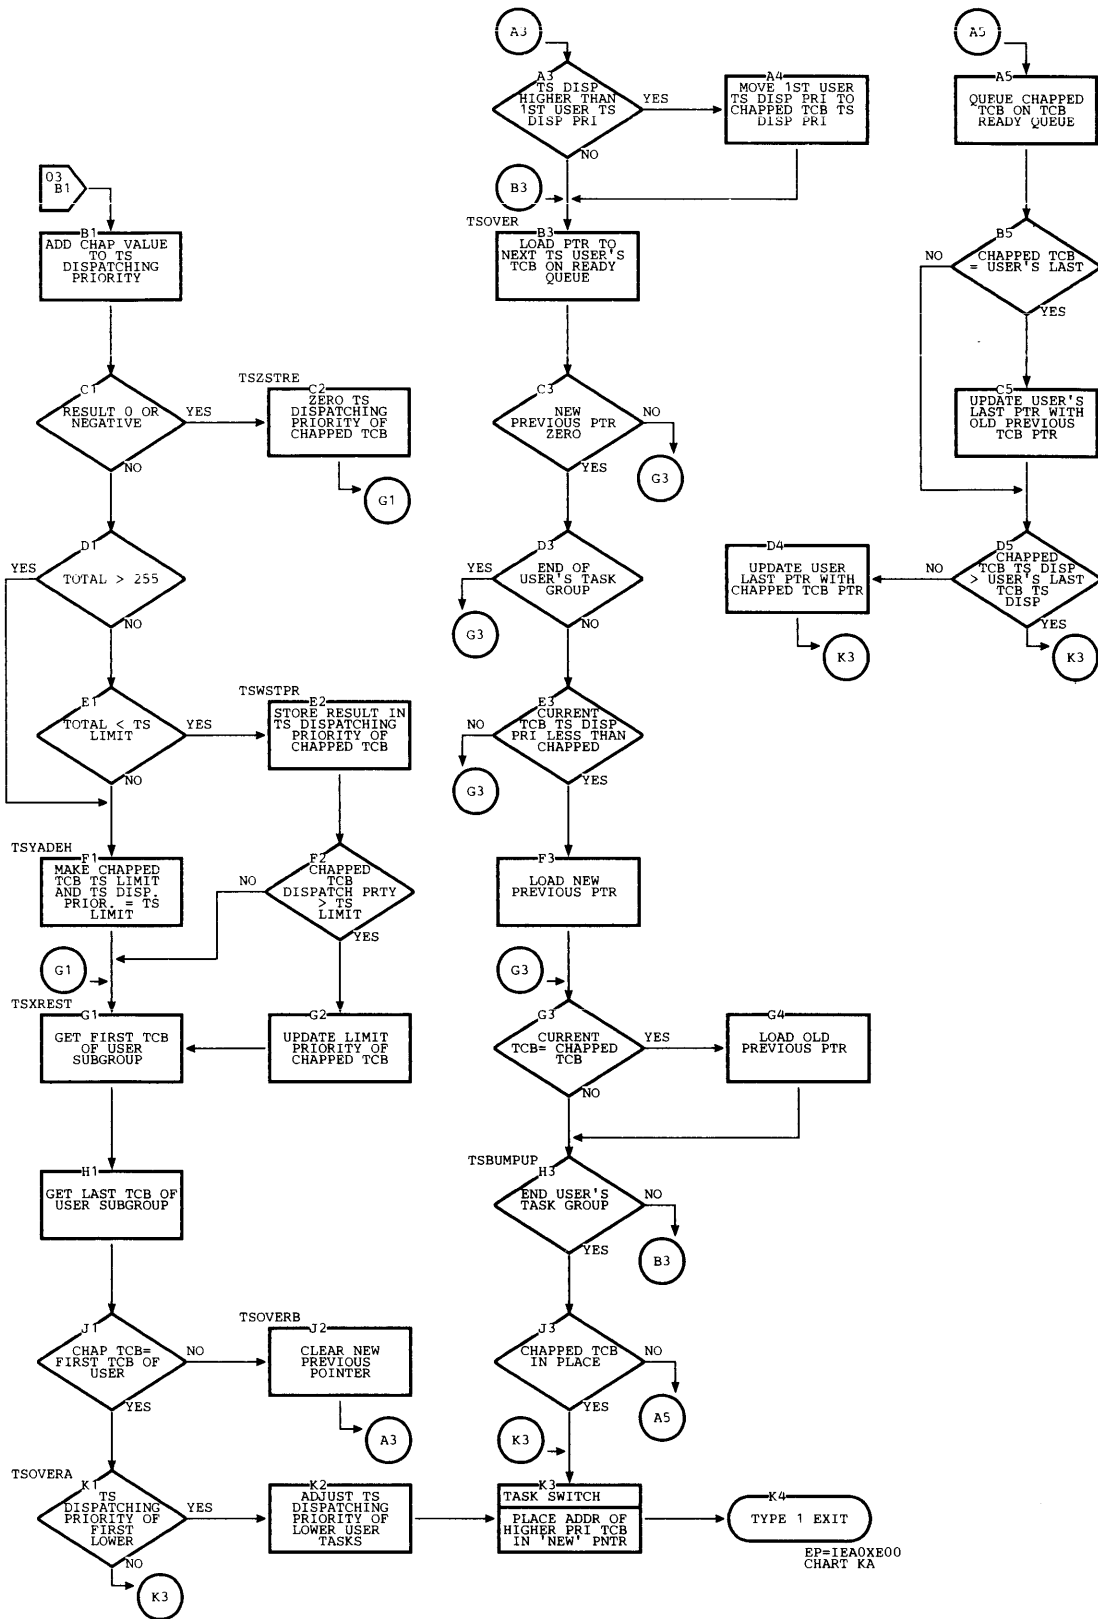 03
B1
B1
ADD CHAP VALUE
TO TS
DISPATCHING
PRIORITY
C1
RESULT 0 OR
NEGATIVE
YES
NO
TSZSTRE
C2
ZERO TS
DISPATCHING
PRIORITY OF
CHAPPED TCB
G1
D1
TOTAL > 255
YES
NO
E1
TOTAL < TS
LIMIT
YES
NO
TSWSTPR
E2
STORE RESULT IN
TS DISPATCHING
PRIORITY OF
CHAPPED TCB
TSYADEH
F1
MAKE CHAPPED
TCB TS LIMIT
AND TS DISP.
PRIOR. = TS
LIMIT
F2
CHAPPED
TCB
DISPATCH PRTY
> TS
LIMIT
NO
YES
G1
TSXREST
G1
GET FIRST TCB
OF USER
SUBGROUP
G2
UPDATE LIMIT
PRIORITY OF
CHAPPED TCB
H1
GET LAST TCB OF
USER SUBGROUP
J1
CHAP TCB=
FIRST TCB OF
USER
NO
YES
TSOVERB
J2
CLEAR NEW
PREVIOUS
POINTER
A3
TSOVERA
K1
TS
DISPATCHING
PRIORITY OF
FIRST
LOWER
YES
NO
K3
K2
ADJUST TS
DISPATCHING
PRIORITY OF
LOWER USER
TASKS
A3
A3
TS DISP
HIGHER THAN
1ST USER TS
DISP PRI
YES
NO
A4
MOVE 1ST USER
TS DISP PRI TO
CHAPPED TCB TS
DISP PRI
B3
TSOVER
B3
LOAD PTR TO
NEXT TS USER'S
TCB ON READY
QUEUE
C3
NEW
PREVIOUS PTR
ZERO
NO
YES
G3
D3
END OF
USER'S TASK
GROUP
YES
NO
G3
E3
CURRENT
TCB TS DISP
PRI LESS THAN
CHAPPED
NO
YES
G3
F3
LOAD NEW
PREVIOUS PTR
G3
G3
CURRENT
TCB= CHAPPED
TCB
YES
NO
G4
LOAD OLD
PREVIOUS PTR
TSBUMPUP
H3
END USER'S
TASK GROUP
NO
YES
B3
J3
CHAPPED TCB
IN PLACE
NO
YES
A5
K3
K3
TASK SWITCH
PLACE ADDR OF
HIGHER PRI TCB
IN 'NEW' PNTR
K4
TYPE 1 EXIT
EP=IEA0XE00
CHART KA
A5
A5
QUEUE CHAPPED
TCB ON TCB
READY QUEUE
B5
CHAPPED TCB
= USER'S LAST
NO
YES
C5
UPDATE USER'S
LAST PTR WITH
OLD PREVIOUS
TCB PTR
D5
CHAPPED
TCB TS DISP
> USER'S LAST
TCB TS
DISP
NO
YES
D4
UPDATE USER
LAST PTR WITH
CHAPPED TCB PTR
K3
K3